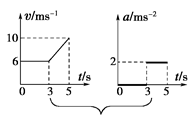 v/ms⁻¹
10
6
0 3 5 t/s
a/ms⁻²
2
0 3 5 t/s